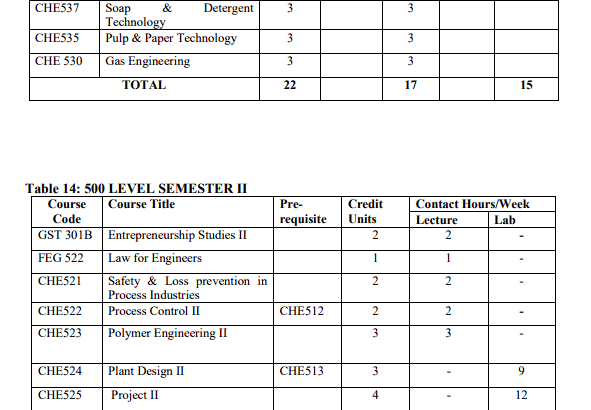 CHE537 Soap & Detergent 3 3
Technology
CHE535 Pulp & Paper Technology 3 3
CHE 530 Gas Engineering 3 3
TOTAL 22 17 15
Table 14: 500 LEVEL SEMESTER II
Course Course Title Pre- Credit Contact Hours/Week
Code requisite Units Lecture Lab
GST 301B Entrepreneurship Studies II 2 2 -
FEG 522 Law for Engineers 1 1 -
CHE521 Safety & Loss prevention in 2 2 -
Process Industries
CHE522 Process Control II CHE512 2 2 -
CHE523 Polymer Engineering II 3 3 -
CHE524 Plant Design II CHE513 3 - 9
CHE525 Project II 4 - 12